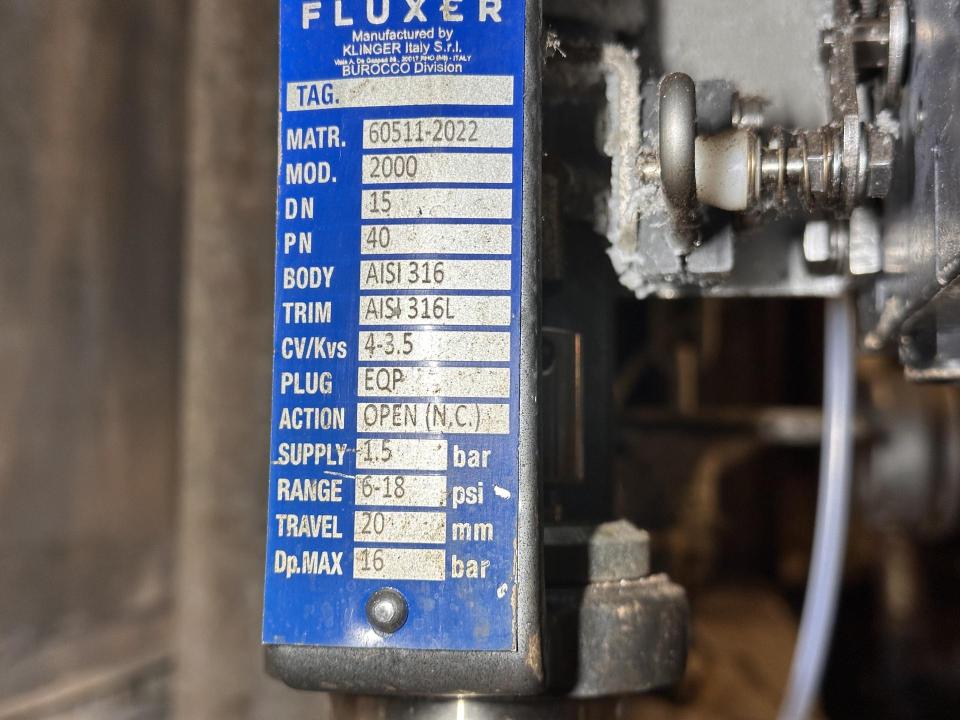 FLUXER
Manufactured by
KLINGER Italy S.r.l.
BUROCCO Division
TAG.
MATR. 60511-2022
MOD. 2000
DN 15
PN 40
BODY AISI 316
TRIM AISI 316L
CV/Kvs 4-3.5
PLUG EQP
ACTION OPEN (N.C.)
SUPPLY 1.5 bar
RANGE 6-18 psi
TRAVEL 20 mm
Dp.MAX 16 bar